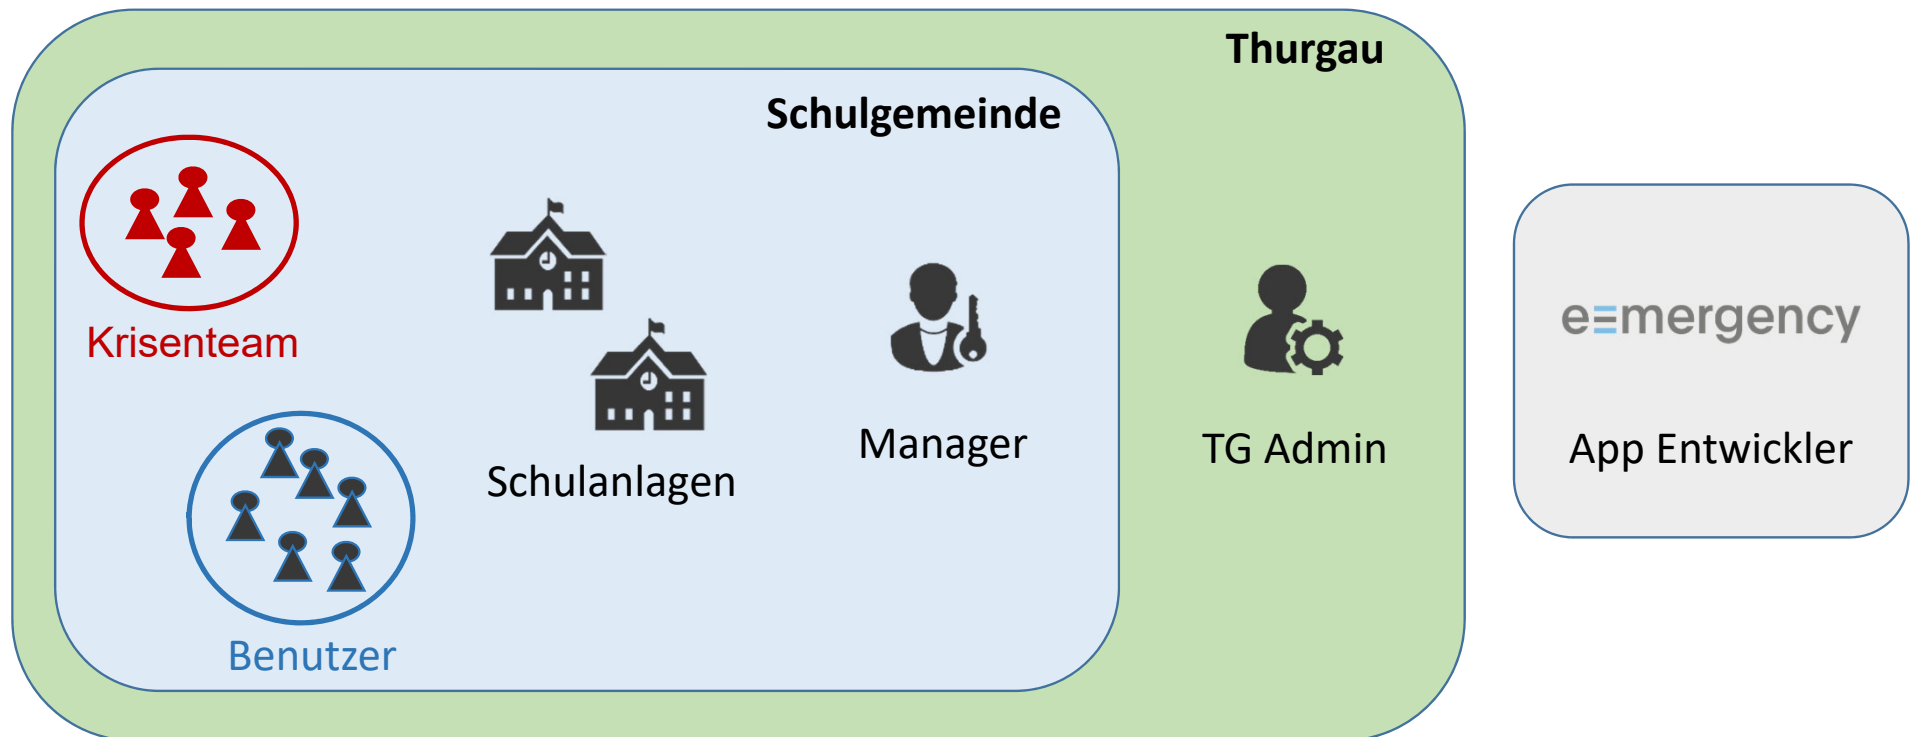 Thurgau
Schulgemeinde
Krisenteam
Benutzer
Schulanlagen
Manager
TG Admin
e=mergency
App Entwickler